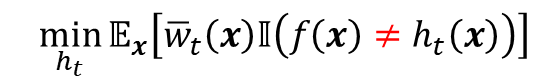 min_{h_t} 𝔼_𝒙[w̅_t(𝒙)𝕀(f(𝒙) ≠ h_t(𝒙))]